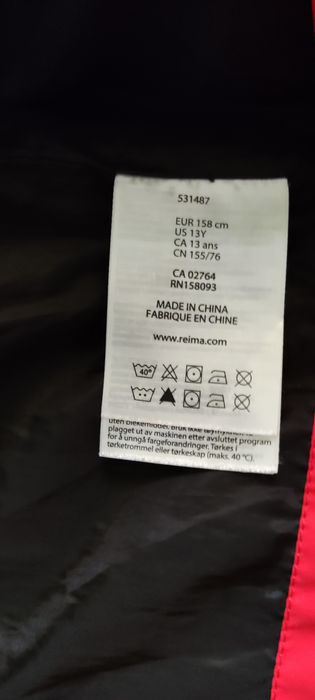 531487
EUR 158 cm
US 13Y
CA 13 ans
CN 155/76
CA 02764
RN158093
MADE IN CHINA
FABRIQUE EN CHINE
www.reima.com
40°
plagget ut av maskinen etter avsluttet program
for å unngå fargeforandringer. Tørkes i
tørketrommel eller tørkeskap (maks. 40 °C).